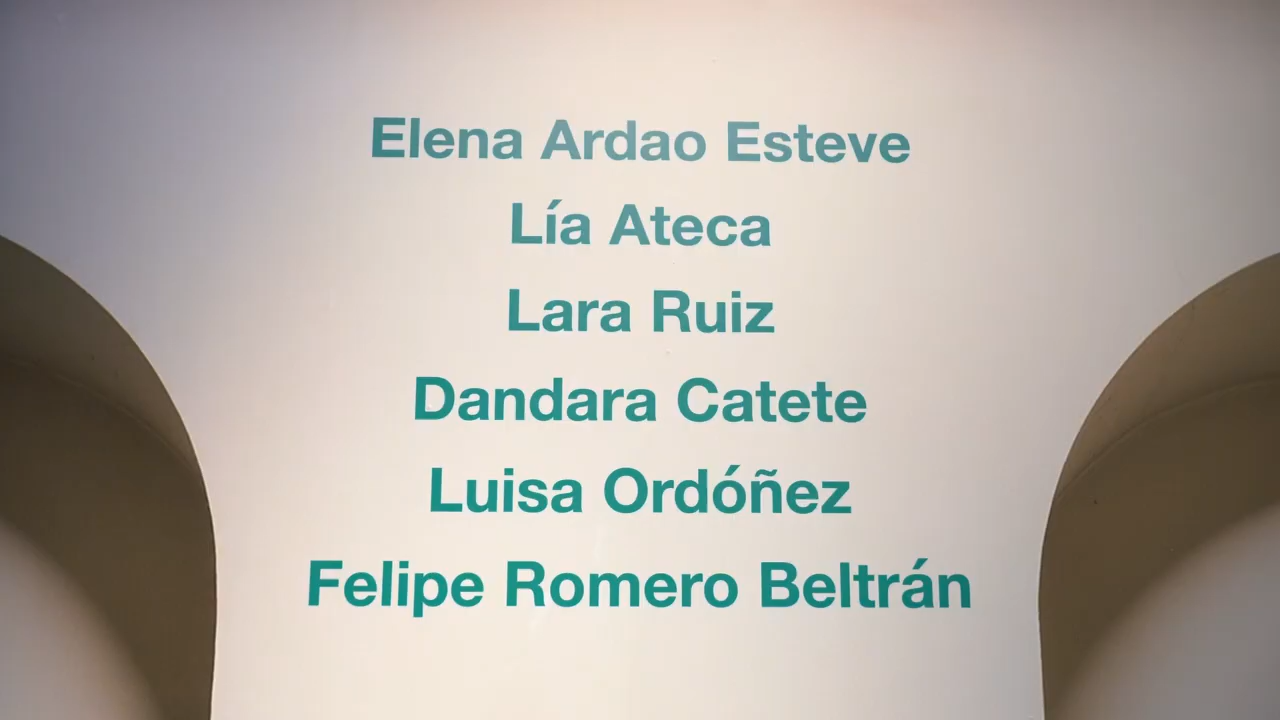 Elena Ardao Esteve
Lía Ateca
Lara Ruiz
Dandara Catete
Luisa Ordóñez
Felipe Romero Beltrán